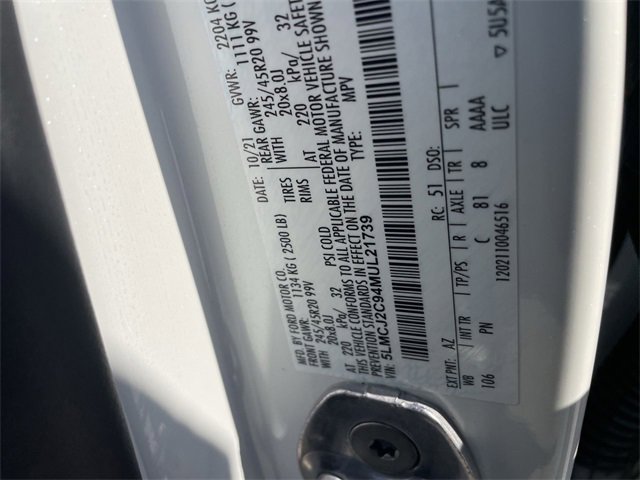 MFD. BY FORD MOTOR CO.
DATE: 10/21 GVWR: 2204 KG
FRONT GAWR: 1134 KG ( 2500 LB) REAR GAWR: 1111 KG
WITH 245/45R20 99V TIRES WITH 245/45R20 99V
20x8.0J RIMS 20x8.0J
AT 220 kPa/ 32 PSI COLD AT 220 kPa/ 32
THIS VEHICLE CONFORMS TO ALL APPLICABLE FEDERAL MOTOR VEHICLE SAFETY
PREVENTION STANDARDS IN EFFECT ON THE DATE OF MANUFACTURE SHOWN
VIN: 5LMCJ2C94MUL21739 TYPE: MPV
EXT PNT: AZ RC: 51 DSO:
WB INT TR TP/PS R AXLE TR SPR
106 PN C 81 8 AAAA
1202110046516 ULC
5USA